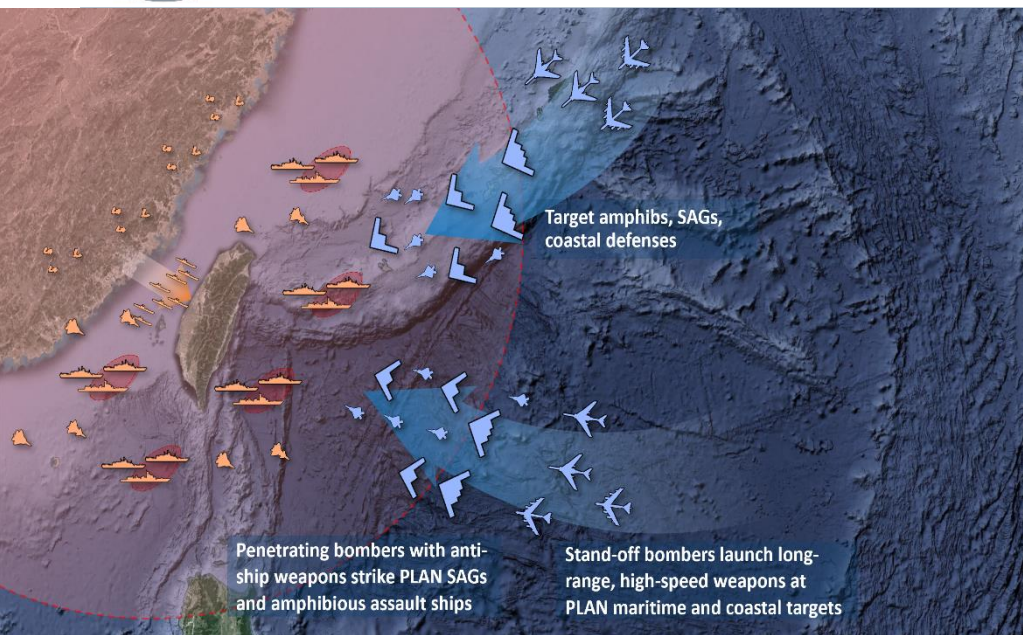 Target amphibs, SAGs,
coastal defenses
Penetrating bombers with anti-
ship weapons strike PLAN SAGs
and amphibious assault ships
Stand-off bombers launch long-
range, high-speed weapons at
PLAN maritime and coastal targets